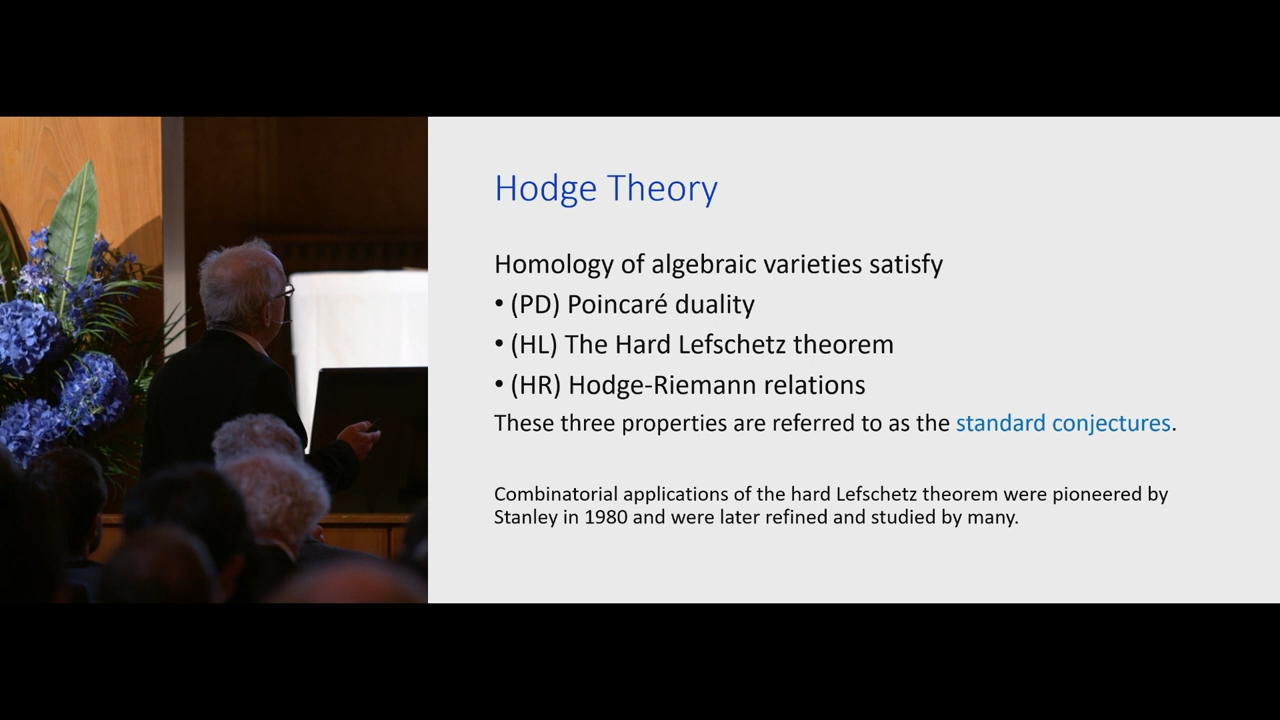 Hodge Theory
Homology of algebraic varieties satisfy
• (PD) Poincaré duality
• (HL) The Hard Lefschetz theorem
• (HR) Hodge-Riemann relations
These three properties are referred to as the standard conjectures.
Combinatorial applications of the hard Lefschetz theorem were pioneered by
Stanley in 1980 and were later refined and studied by many.